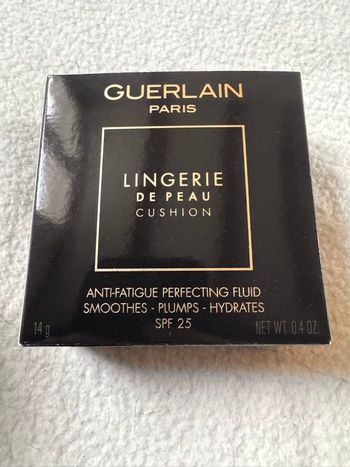 GUERLAIN
PARIS
LINGERIE
DE PEAU
CUSHION
ANTI-FATIGUE PERFECTING FLUID
SMOOTHES - PLUMPS - HYDRATES
SPF 25
14 g
NET WT. 0.4 OZ.